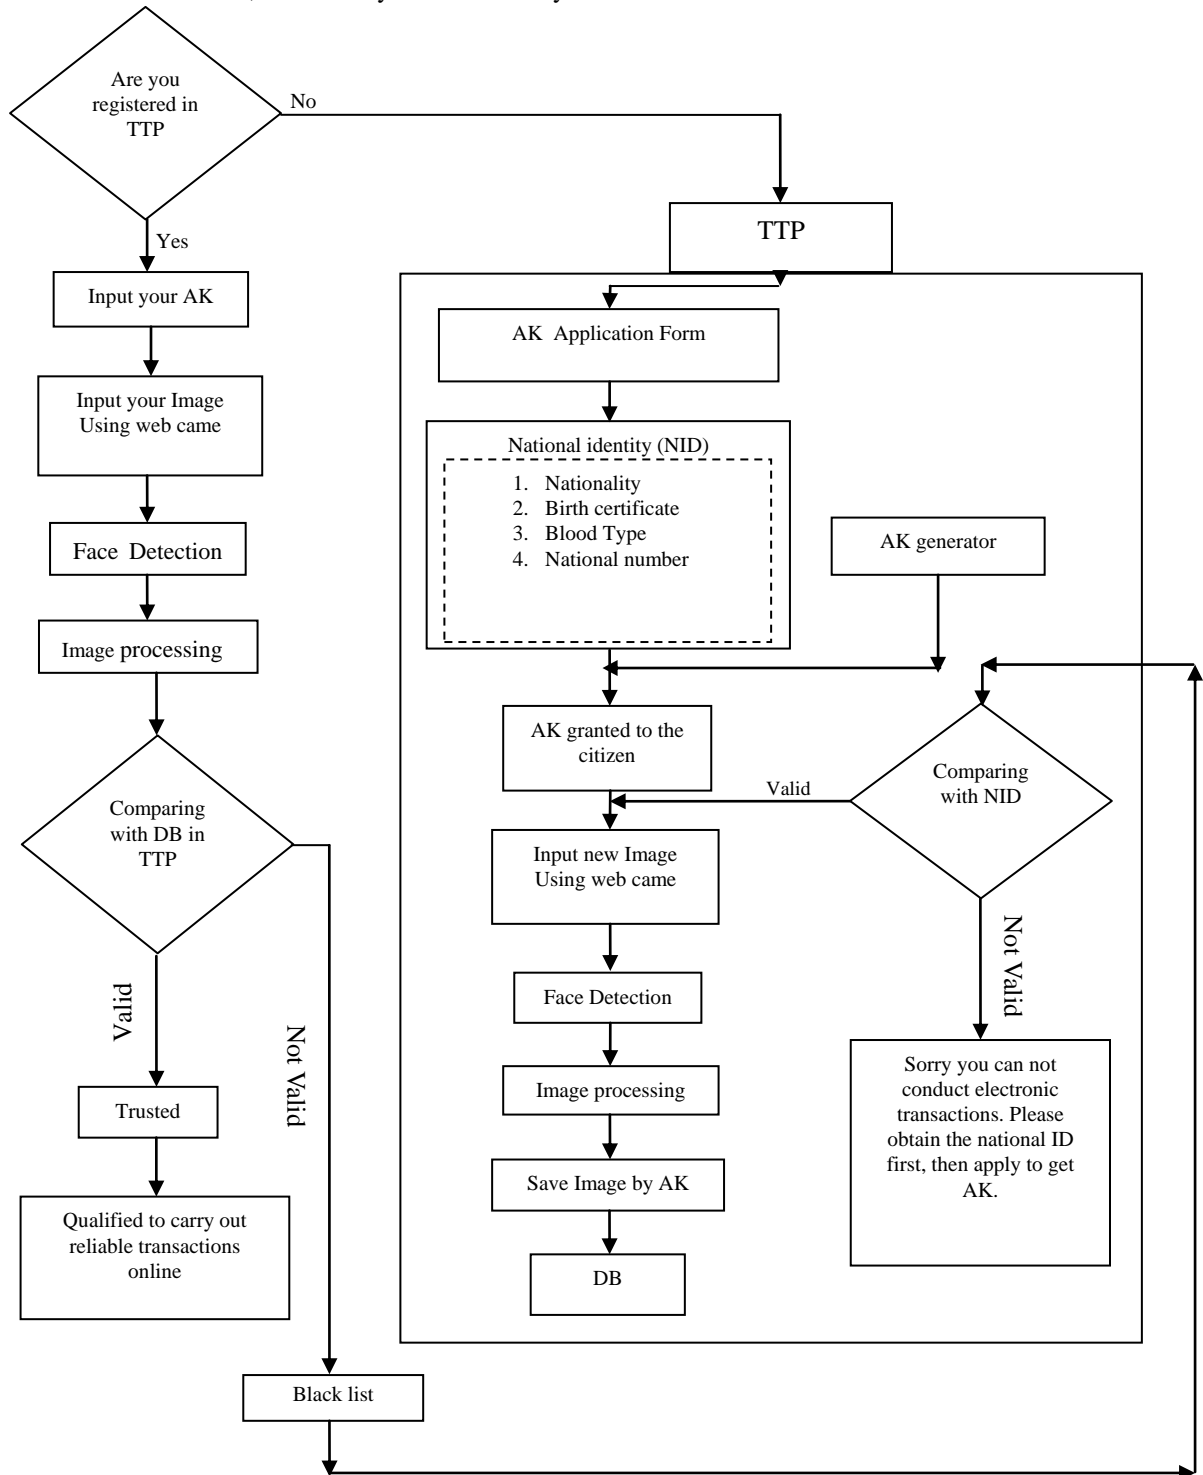 Are you
registered in
TTP
No
Yes
TTP
Input your AK
AK Application Form
Input your Image
Using web came
National identity (NID)
1. Nationality
2. Birth certificate
3. Blood Type
4. National number
Face Detection
AK generator
Image processing
AK granted to the
citizen
Comparing
with NID
Valid
Comparing
with DB in
TTP
Input new Image
Using web came
Not Valid
Face Detection
Valid
Not Valid
Image processing
Sorry you can not
conduct electronic
transactions. Please
obtain the national ID
first, then apply to get
AK.
Trusted
Save Image by AK
Qualified to carry out
reliable transactions
online
DB
Black list